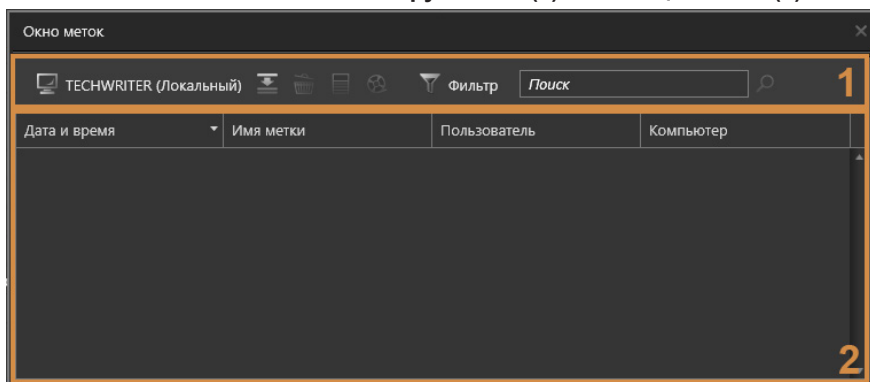 Окно меток
TECHWRITER (Локальный) Фильтр Поиск 1
Дата и время Имя метки Пользователь Компьютер
2